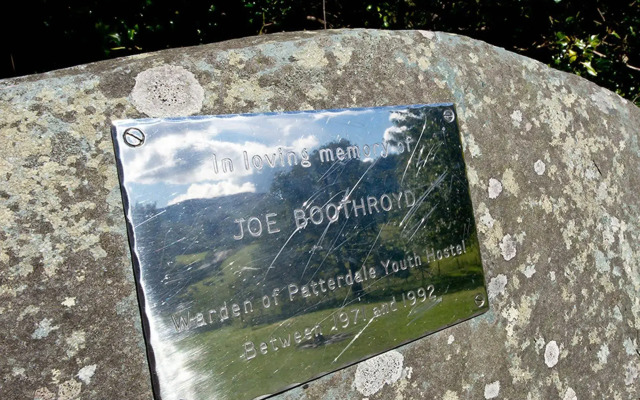 In loving memory of
JOE BOOTHROYD
Warden of Patterdale Youth Hostel
Between and 1992